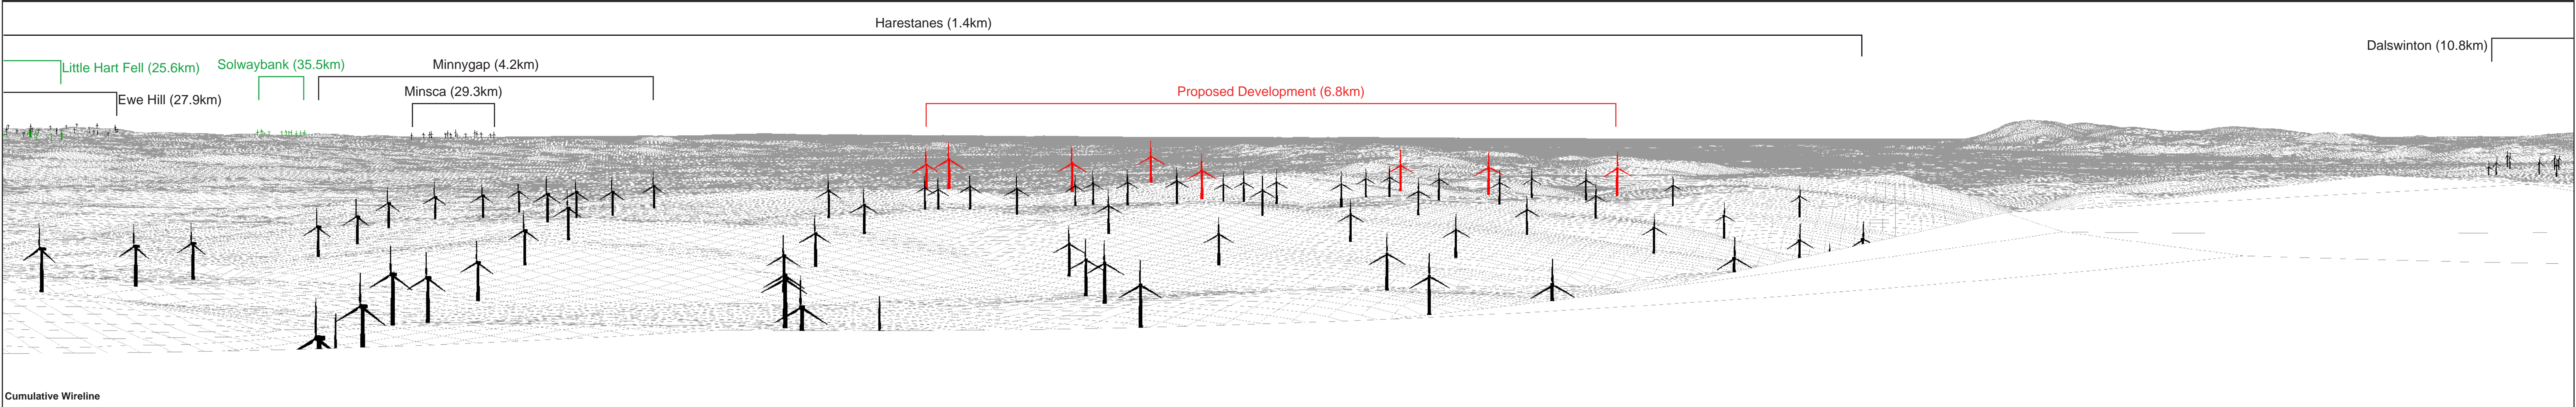 Harestanes (1.4km)
Dalswinton (10.8km)
Little Hart Fell (25.6km)
Solwaybank (35.5km)
Minnygap (4.2km)
Ewe Hill (27.9km)
Minsca (29.3km)
Proposed Development (6.8km)
Cumulative Wireline